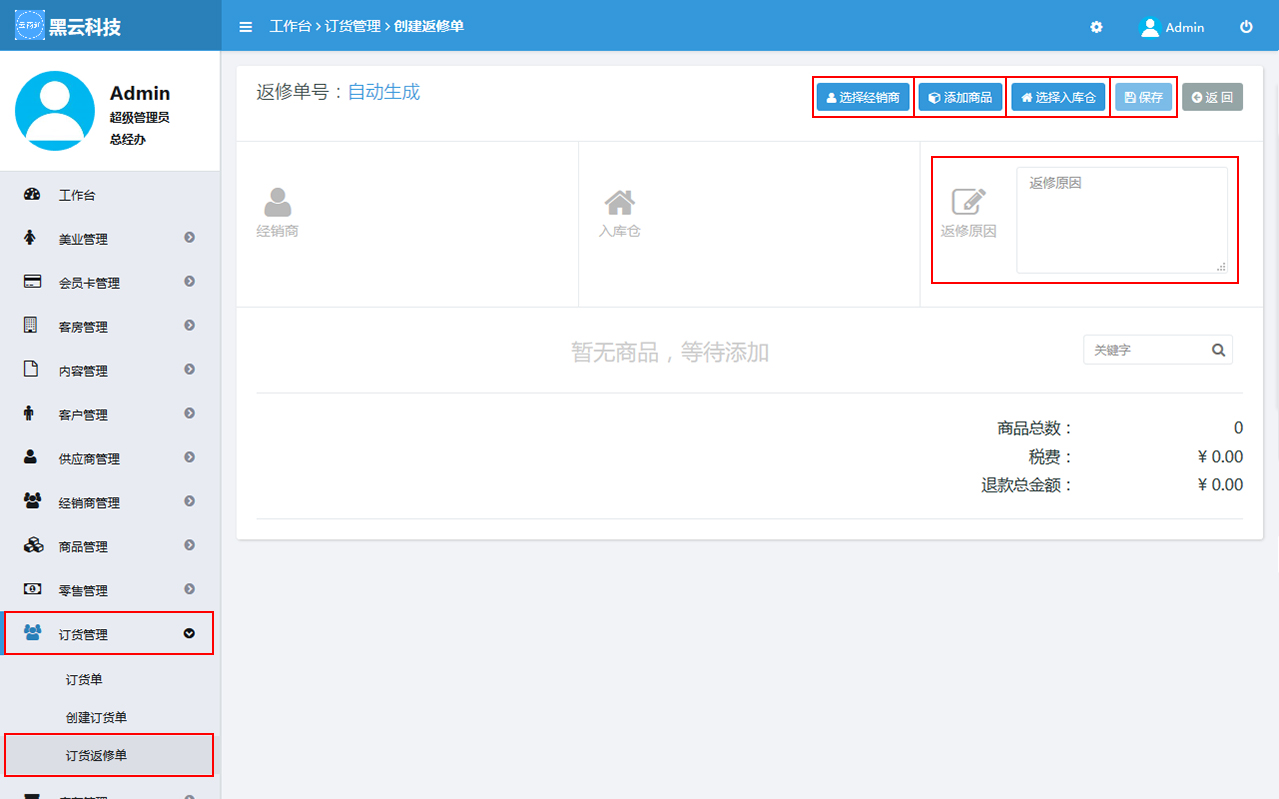 黑云科技
工作台 > 订货管理 > 创建返修单
Admin
Admin
超级管理员
总经办
工作台
美业管理
会员卡管理
客房管理
内容管理
客户管理
供应商管理
经销商管理
商品管理
零售管理
订货管理
订货单
创建订货单
订货返修单
返修单号：自动生成
选择经销商
添加商品
选择入库仓
保存
返 回
经销商
入库仓
返修原因
返修原因
暂无商品，等待添加
关键字
商品总数： 0
税费： ¥ 0.00
退款总金额： ¥ 0.00